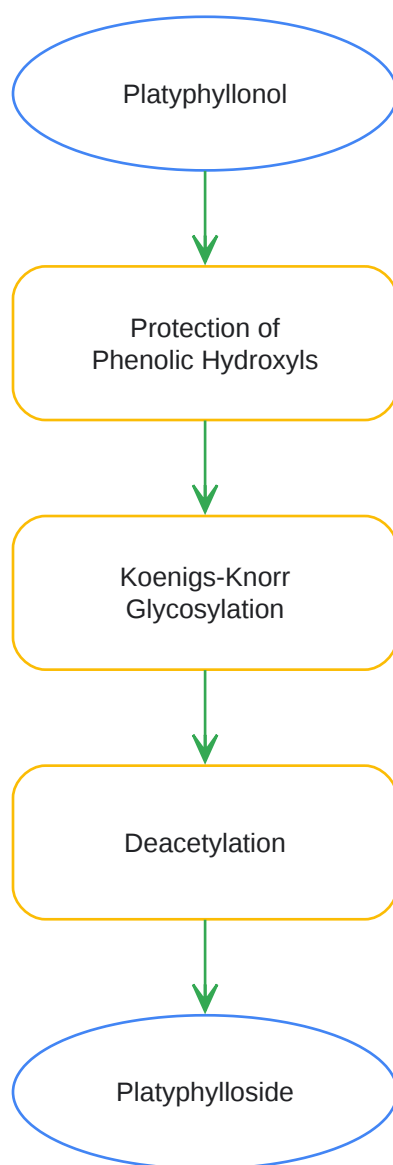 Platyphyllonol
Protection of
Phenolic Hydroxyls
Koenigs-Knorr
Glycosylation
Deacetylation
Platyphylloside